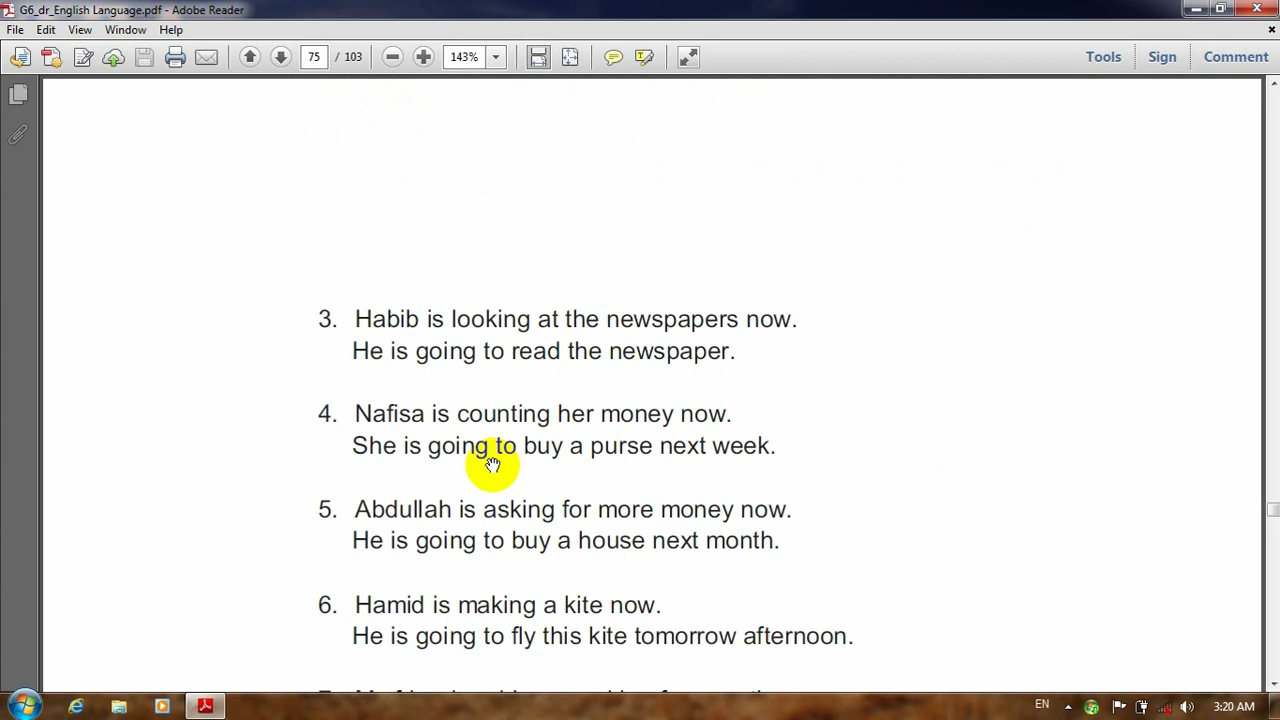 G6_dr_English Language.pdf - Adobe Reader
File Edit View Window Help
75 / 103 143% Tools Sign Comment
3. Habib is looking at the newspapers now.
He is going to read the newspaper.
4. Nafisa is counting her money now.
She is going to buy a purse next week.
5. Abdullah is asking for more money now.
He is going to buy a house next month.
6. Hamid is making a kite now.
He is going to fly this kite tomorrow afternoon.
EN 3:20 AM